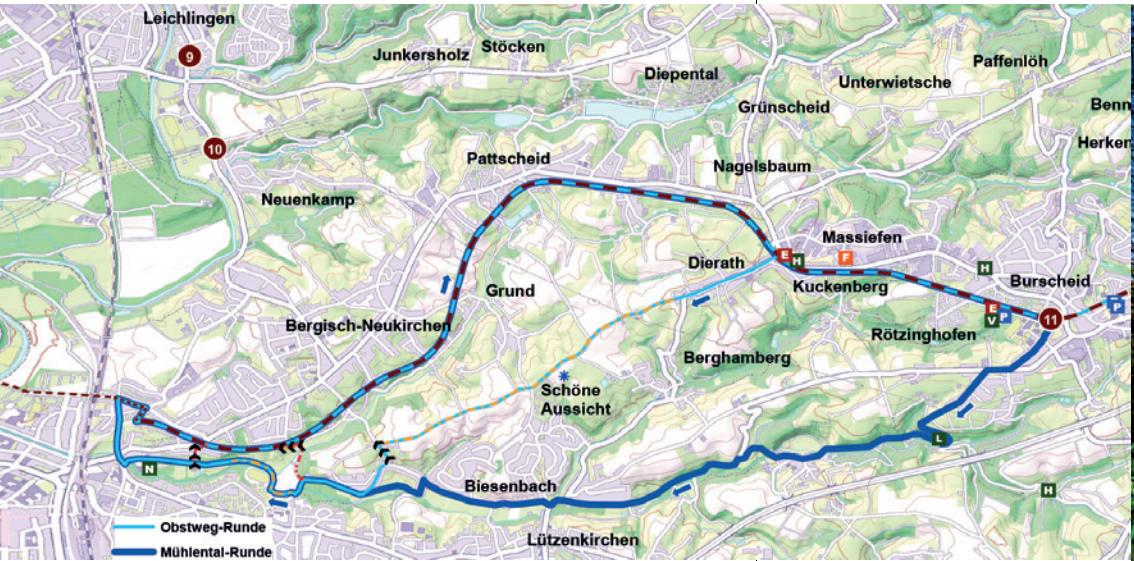 Leichlingen
9
Junkersholz
Stöcken
Diepental
Paffenlöh
Unterwietsche
Grünscheid
Benn
Herken
10
Pattscheid
Nagelsbaum
Neuenkamp
Massiefen
Dierath
E
H
F
H
Kuckenberg
Burscheid
Grund
Bergisch-Neukirchen
E
V
P
11
P
Rötzinghofen
Berghamberg
Schöne
Aussicht
L
N
Biesenbach
H
Lützenkirchen
Obstweg-Runde
Mühlental-Runde